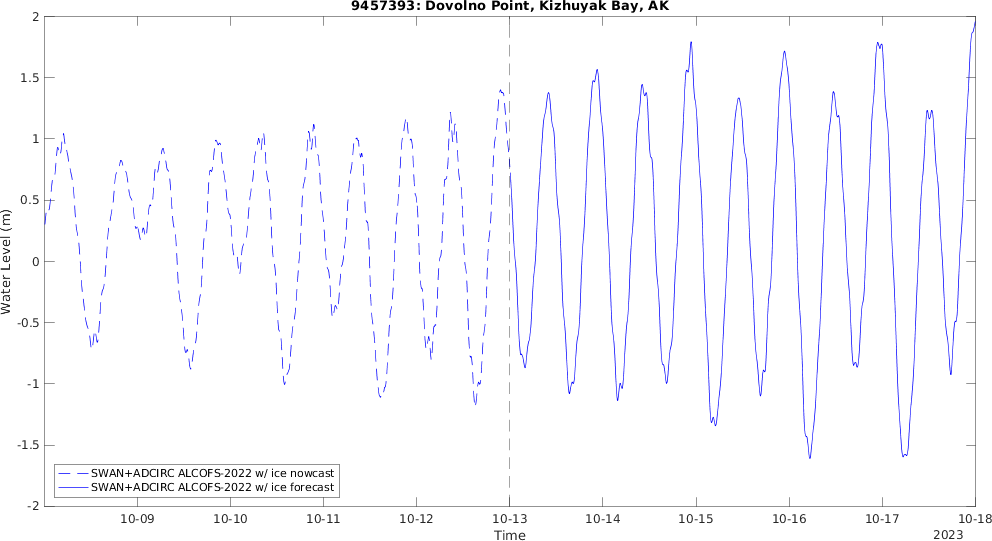 9457393: Dovolno Point, Kizhuyak Bay, AK
2
1.5
1
0.5
0
-0.5
-1
-1.5
-2
Water Level (m)
SWAN+ADCIRC ALCOFS-2022 w/ ice nowcast
SWAN+ADCIRC ALCOFS-2022 w/ ice forecast
10-09 10-10 10-11 10-12 10-13 10-14 10-15 10-16 10-17 10-18
Time
2023